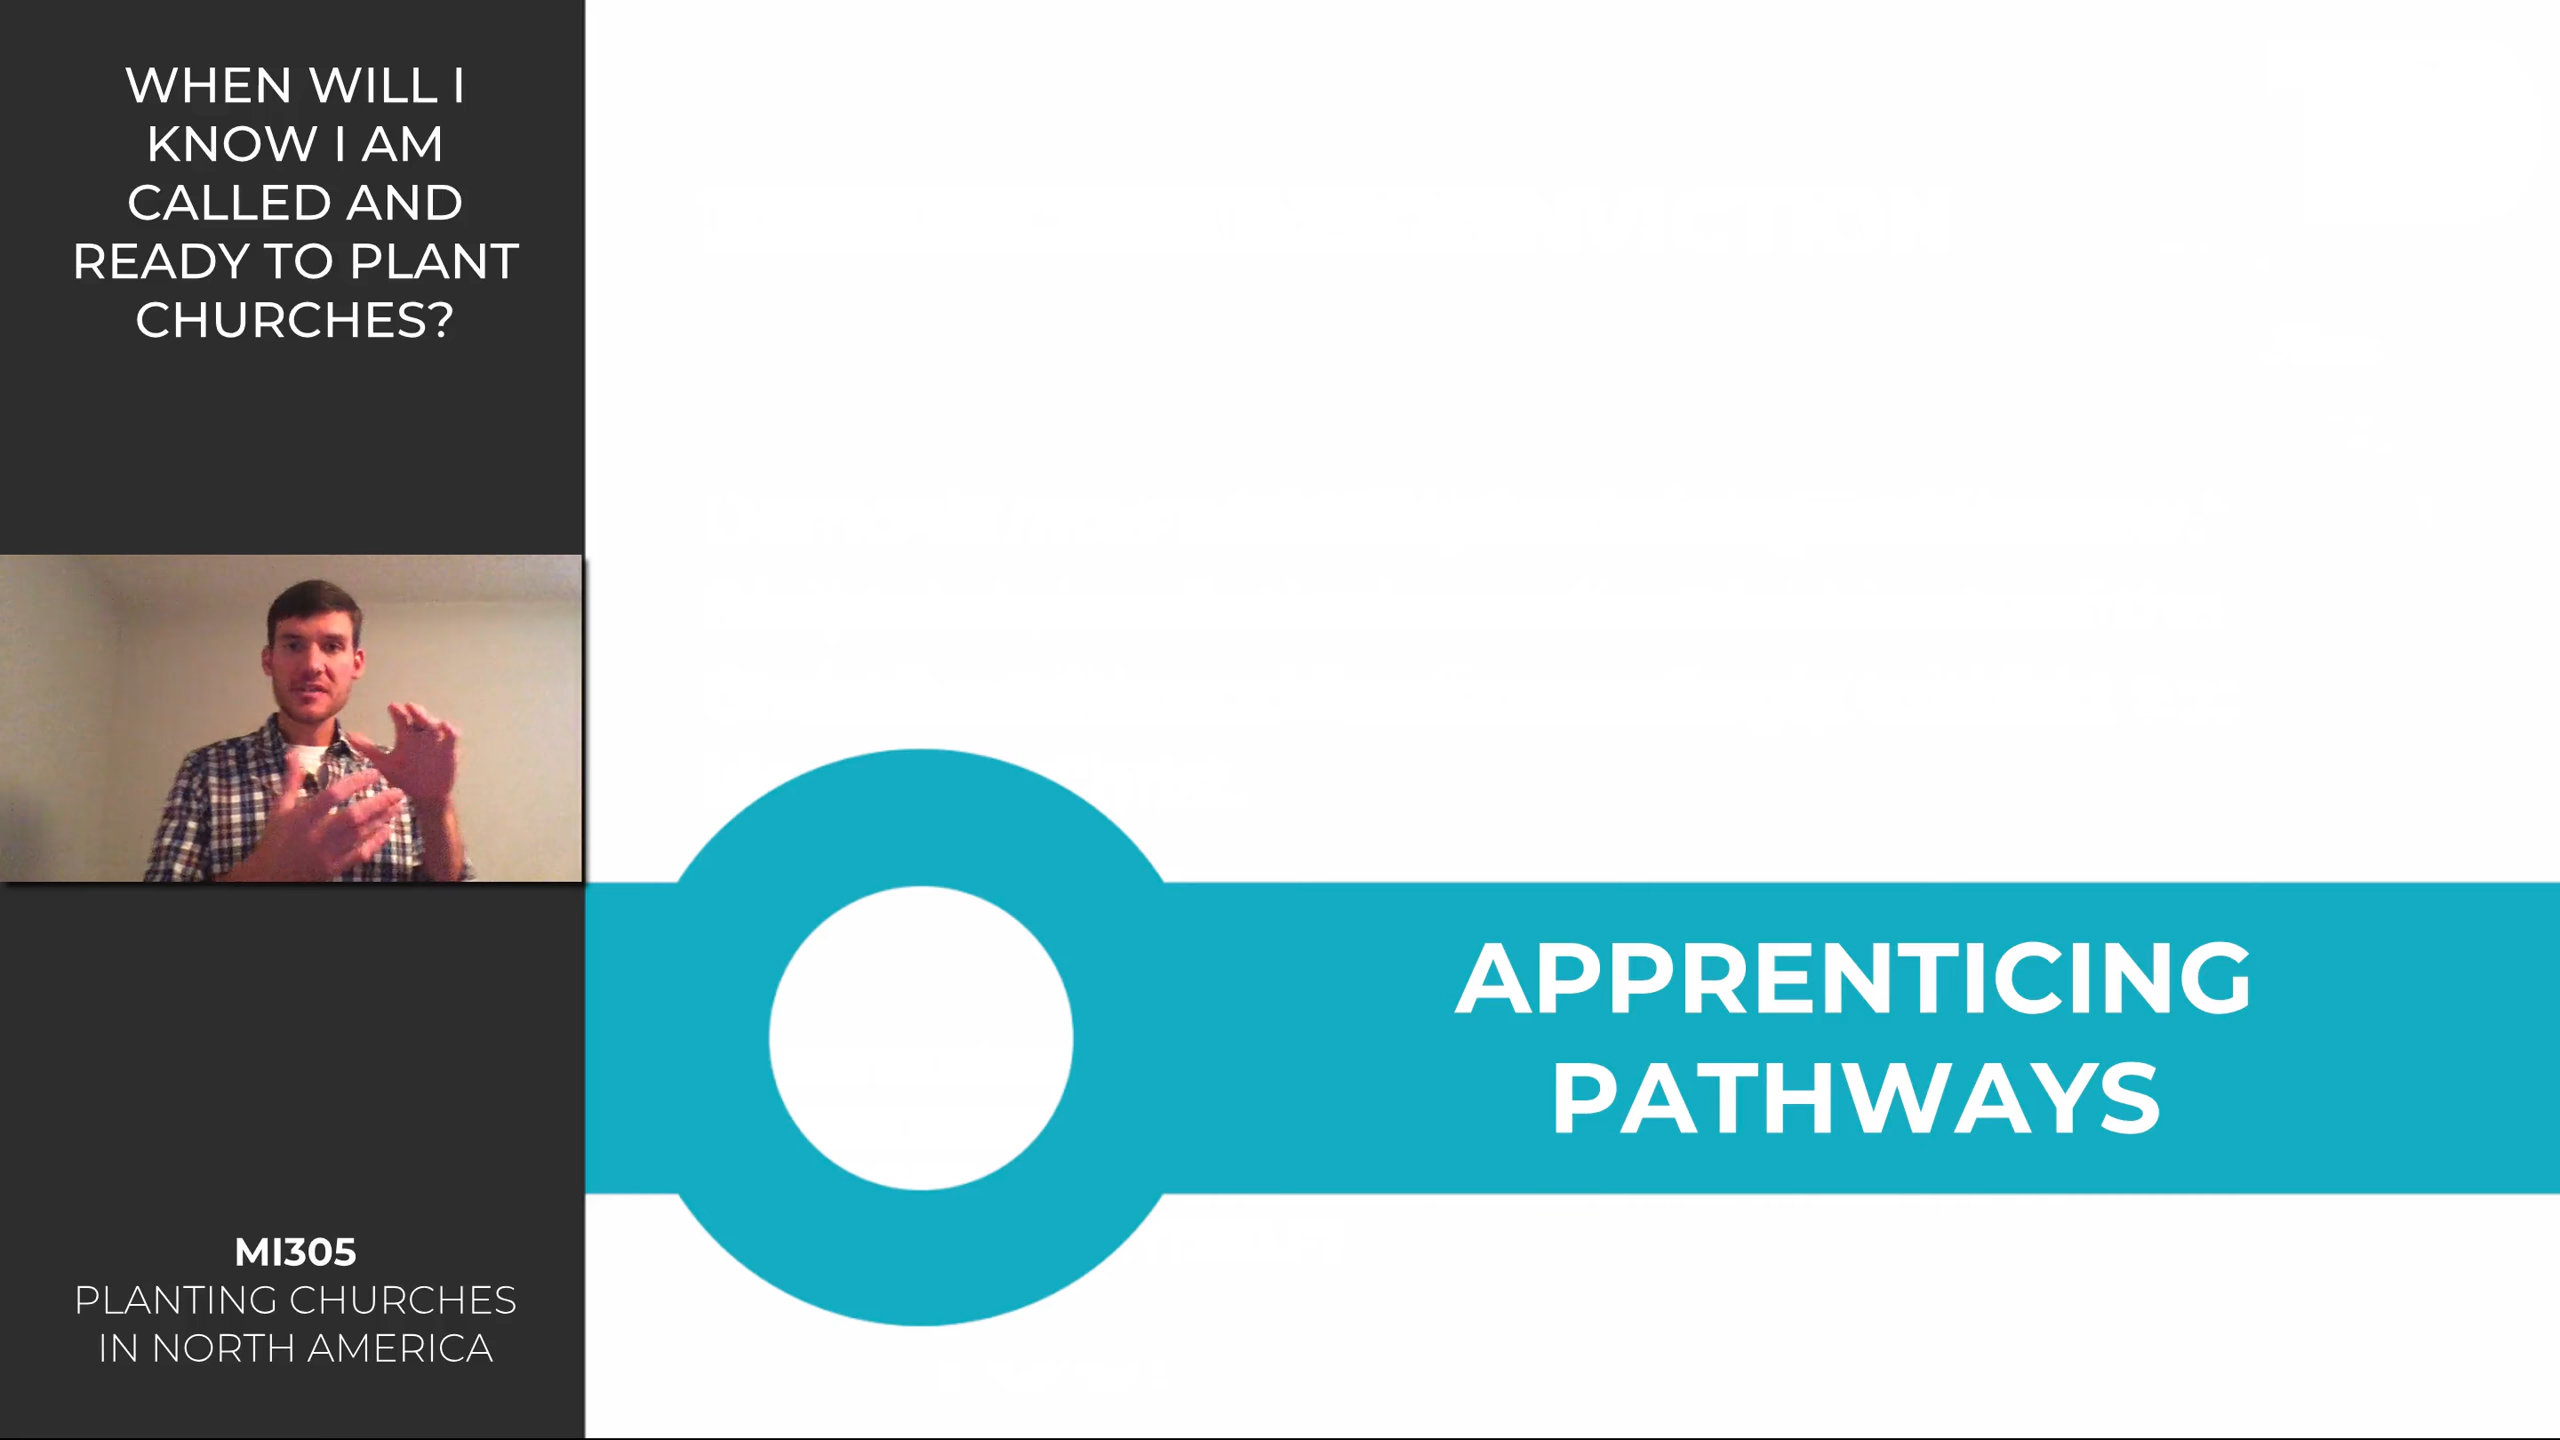 WHEN WILL I
KNOW I AM
CALLED AND
READY TO PLANT
CHURCHES?
APPRENTICING
PATHWAYS
MI305
PLANTING CHURCHES
IN NORTH AMERICA